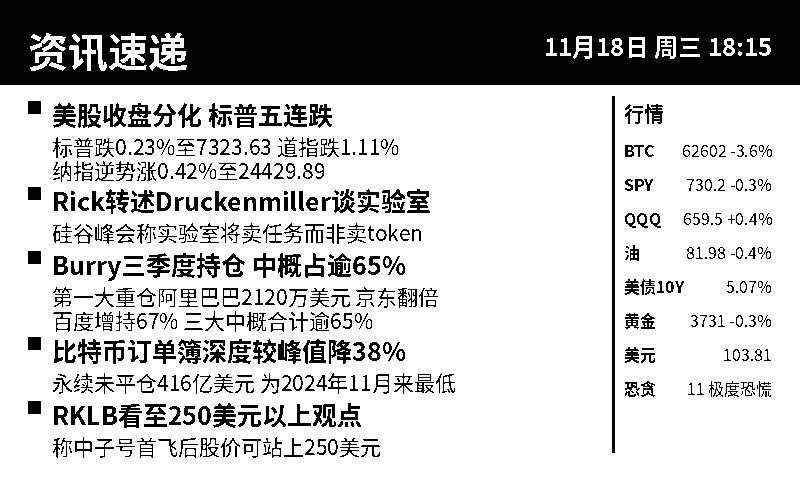 资讯速递
11月18日 周三 18:15
美股收盘分化 标普五连跌
标普跌0.23%至7323.63 道指跌1.11%
纳指逆势涨0.42%至24429.89
Rick转述Druckenmiller谈实验室
硅谷峰会称实验室将卖任务而非卖token
Burry三季度持仓 中概占逾65%
第一大重仓阿里巴巴2120万美元 京东翻倍
百度增持67% 三大中概合计逾65%
比特币订单簿深度较峰值降38%
永续未平仓416亿美元 为2024年11月来最低
RKLB看至250美元以上观点
称中子号首飞后股价可站上250美元
行情
BTC 62602 -3.6%
SPY 730.2 -0.3%
QQQ 659.5 +0.4%
油 81.98 -0.4%
美债10Y 5.07%
黄金 3731 -0.3%
美元 103.81
恐贪 11 极度恐慌